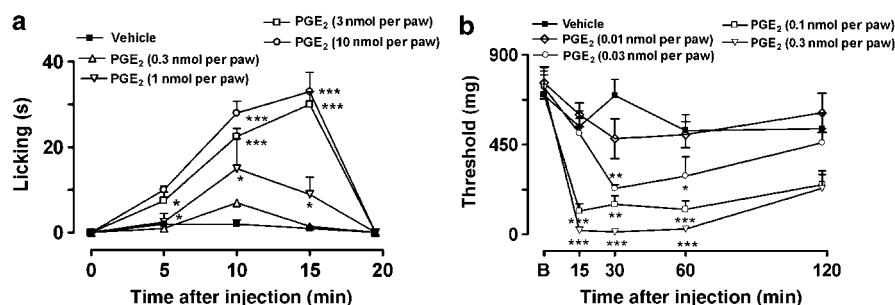 a
Vehicle
PGE2 (0.3 nmol per paw)
PGE2 (1 nmol per paw)
PGE2 (3 nmol per paw)
PGE2 (10 nmol per paw)
Licking (s)
40
20
0
***
***
***
***
*
*
*
*
0 5 10 15 20
Time after injection (min)
b
Vehicle
PGE2 (0.01 nmol per paw)
PGE2 (0.03 nmol per paw)
PGE2 (0.1 nmol per paw)
PGE2 (0.3 nmol per paw)
Threshold (mg)
900
450
0
**
*
*** ** ***
*** *** ***
B 15 30 60 120
Time after injection (min)